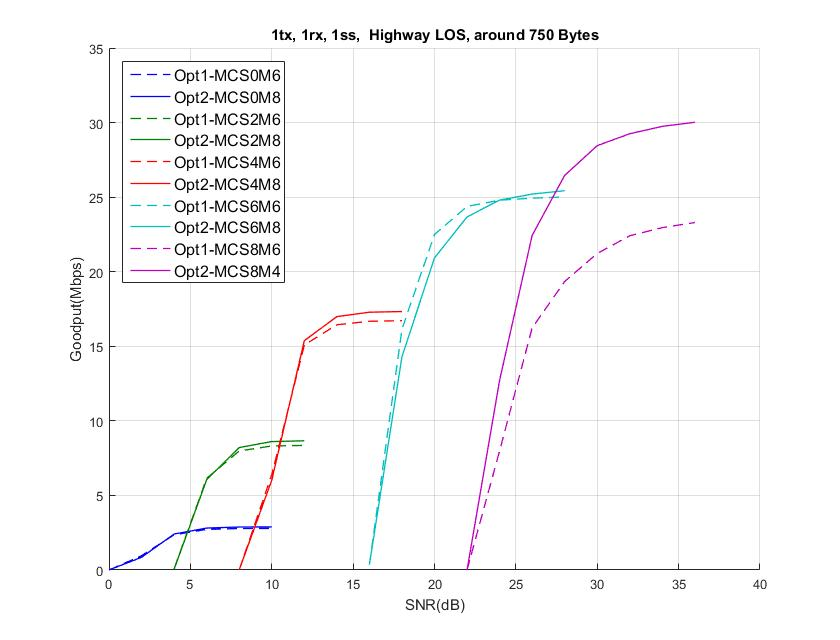 1tx, 1rx, 1ss,  Highway LOS, around 750 Bytes
35
30
25
20
15
10
5
0
Goodput(Mbps)
Opt1-MCS0M6
Opt2-MCS0M8
Opt1-MCS2M6
Opt2-MCS2M8
Opt1-MCS4M6
Opt2-MCS4M8
Opt1-MCS6M6
Opt2-MCS6M8
Opt1-MCS8M6
Opt2-MCS8M4
0 5 10 15 20 25 30 35 40
SNR(dB)